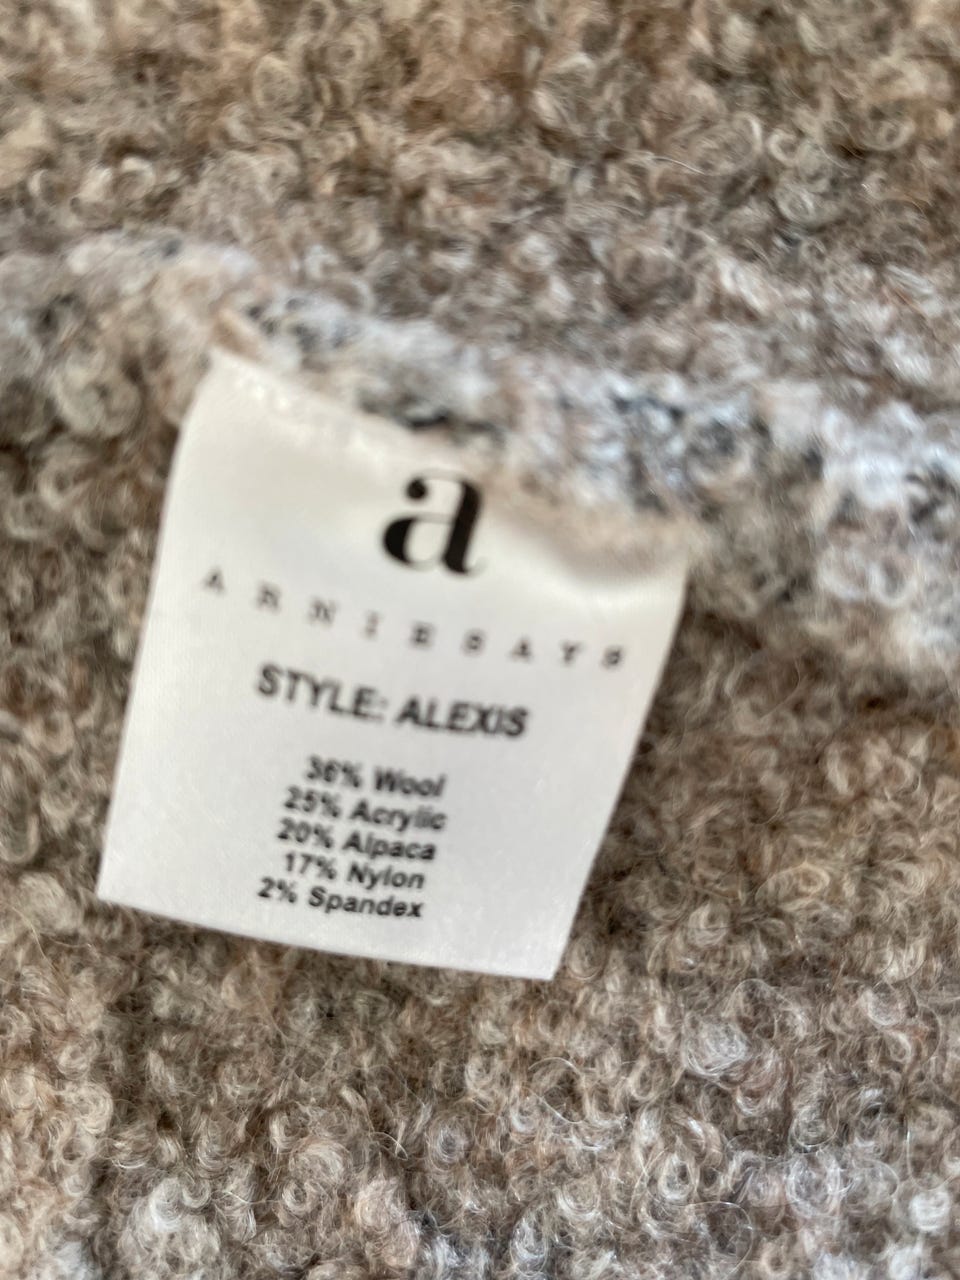 a
ARNIESAYS
STYLE: ALEXIS
36% Wool
25% Acrylic
20% Alpaca
17% Nylon
2% Spandex